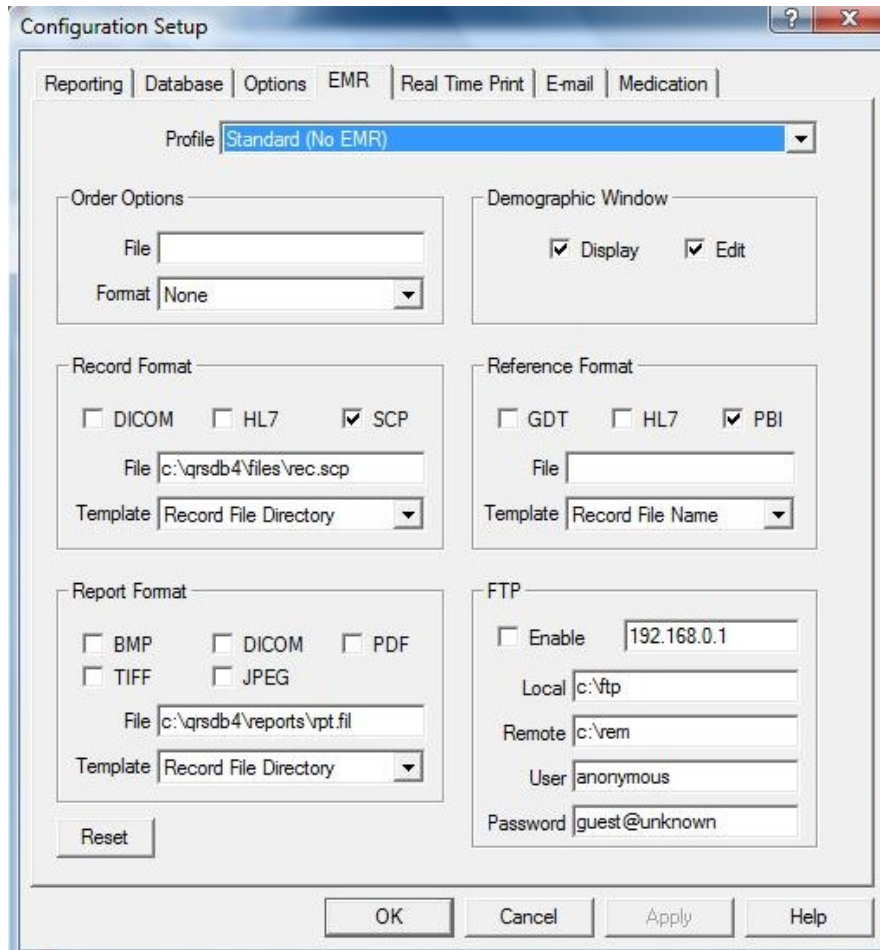 Configuration Setup
?
X
Reporting Database Options EMR Real Time Print E-mail Medication
Profile Standard (No EMR)
Order Options
File
Format None
Demographic Window
Display Edit
Record Format
DICOM HL7 SCP
File c:\qrsdb4\files\rec.scp
Template Record File Directory
Reference Format
GDT HL7 PBI
File
Template Record File Name
Report Format
BMP DICOM PDF
TIFF JPEG
File c:\qrsdb4\reports\rpt.fil
Template Record File Directory
Reset
FTP
Enable 192.168.0.1
Local c:\ftp
Remote c:\rem
User anonymous
Password guest@unknown
OK Cancel Apply Help